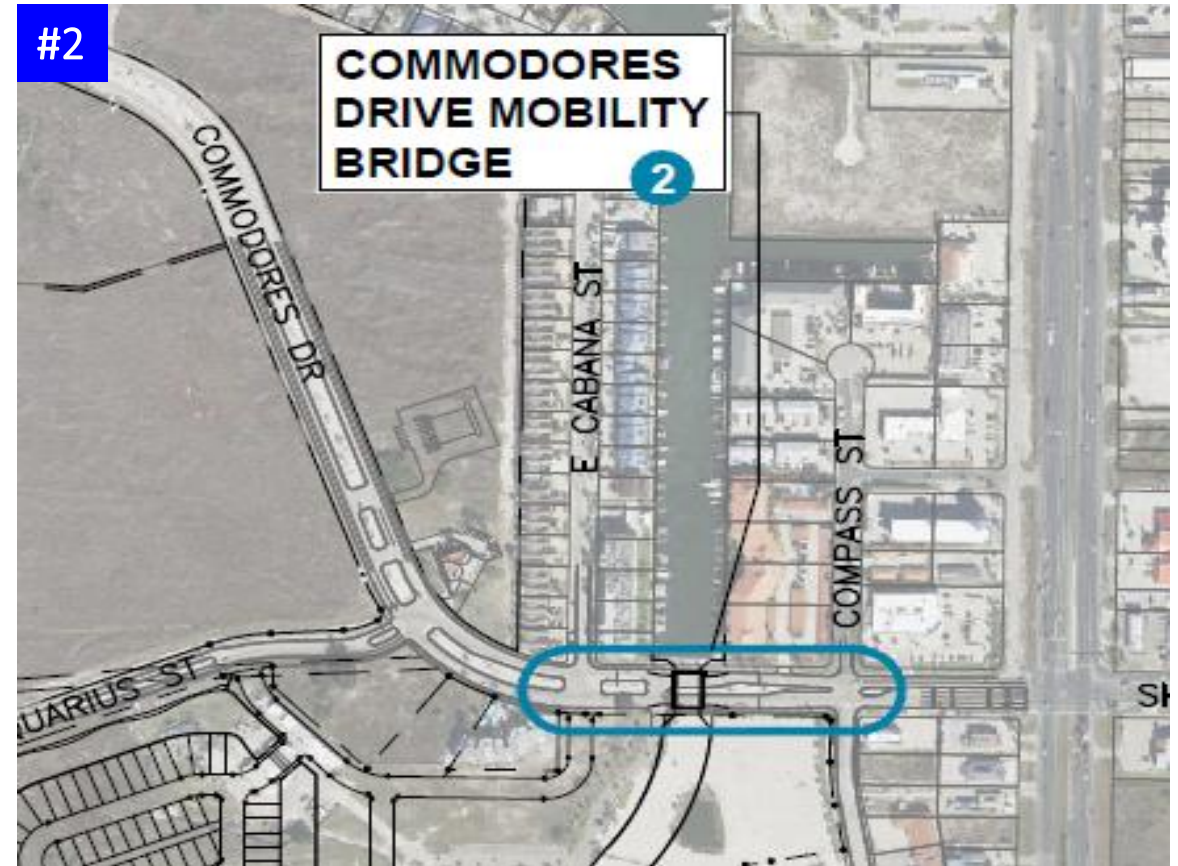 #2
COMMODORES
DRIVE MOBILITY
BRIDGE
2
COMMODORES DR
E CABANA ST
COMPASS ST
QUARIUS ST
SH